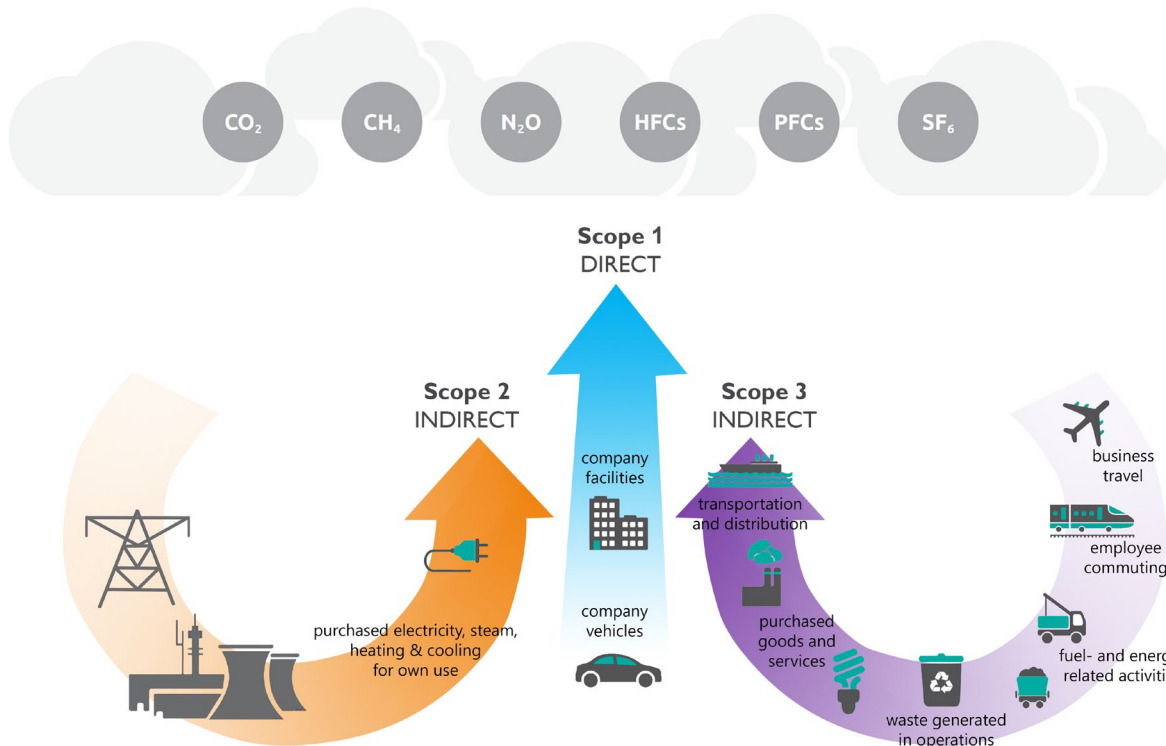 CO₂
CH₄
N₂O
HFCs
PFCs
SF₆
Scope 1
DIRECT
Scope 2
INDIRECT
Scope 3
INDIRECT
company
facilities
company
vehicles
purchased electricity, steam,
heating & cooling
for own use
transportation
and distribution
purchased
goods and
services
waste generated
in operations
business
travel
employee
commuting
fuel- and
related